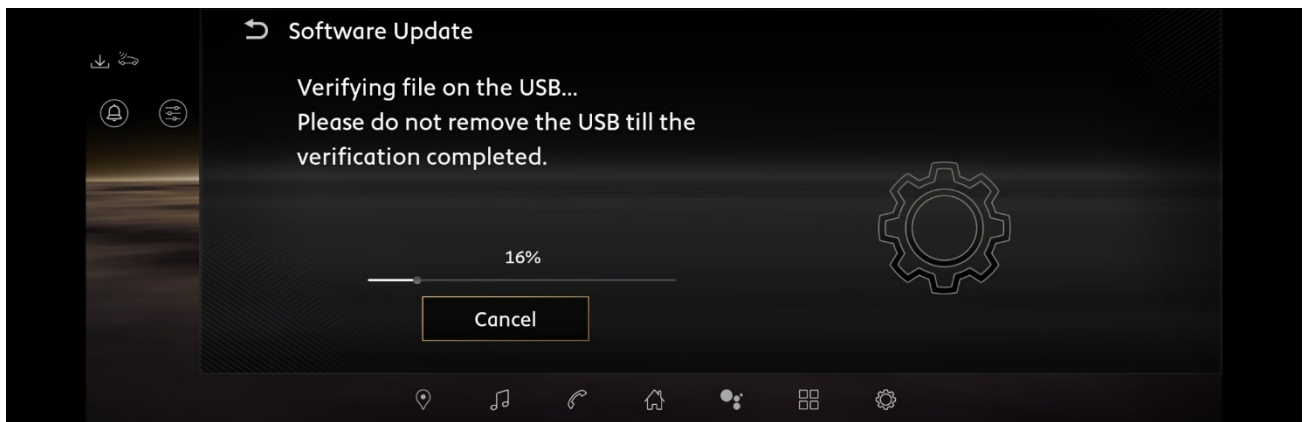 Software Update
Verifying file on the USB...
Please do not remove the USB till the
verification completed.
16%
Cancel